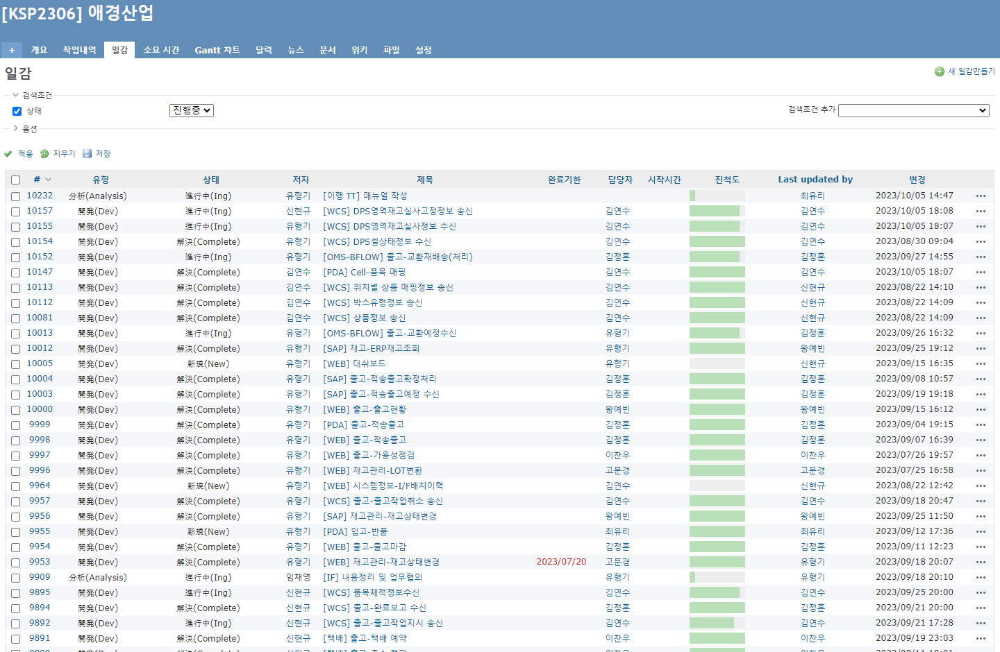 [KSP2306] 애경산업
+ 개요 작업내역 일감 소요 시간 Gantt 차트 달력 뉴스 문서 위키 파일 설정
일감
새 일감만들기
검색조건
상태 진행중 검색조건 추가
옵션
적용 지우기 저장
# 유형 상태 저자 제목 완료기한 담당자 시작시간 진척도 Last updated by 변경
10232 分析(Analysis) 進行中(Ing) 유형기 [이행 TT] 매뉴얼 작성 최유리 2023/10/05 14:47
10157 開発(Dev) 進行中(Ing) 신현규 [WCS] DPS영역재고실사고정정보 송신 김연수 김연수 2023/10/05 18:08
10155 開発(Dev) 進行中(Ing) 유형기 [WCS] DPS영역재고실사정보 수신 김연수 김연수 2023/10/05 18:07
10154 開発(Dev) 解決(Complete) 유형기 [WCS] DPS셀상태정보 수신 김연수 김연수 2023/08/30 09:04
10152 開発(Dev) 進行中(Ing) 유형기 [OMS-BFLOW] 출고-교환재배송(처리) 김정훈 김정훈 2023/09/27 14:55
10147 開発(Dev) 解決(Complete) 김연수 [PDA] Cell-품목 매핑 김연수 김연수 2023/10/05 18:07
10113 開発(Dev) 解決(Complete) 김연수 [WCS] 위치별 상품 매핑정보 송신 김연수 신현규 2023/08/22 14:10
10112 開発(Dev) 解決(Complete) 김연수 [WCS] 박스유형정보 송신 김연수 신현규 2023/08/22 14:09
10081 開発(Dev) 解決(Complete) 김연수 [WCS] 상품정보 송신 김연수 신현규 2023/08/22 14:09
10013 開発(Dev) 進行中(Ing) 유형기 [OMS-BFLOW] 출고-교환예정수신 유형기 김정훈 2023/09/26 16:32
10012 開発(Dev) 解決(Complete) 유형기 [SAP] 재고-ERP재고조회 유형기 왕예빈 2023/09/25 19:12
10005 開発(Dev) 新規(New) 유형기 [WEB] 대쉬보드 유형기 신현규 2023/09/15 16:35
10004 開発(Dev) 解決(Complete) 유형기 [SAP] 출고-적송출고확정처리 김정훈 김정훈 2023/09/08 10:57
10003 開発(Dev) 解決(Complete) 유형기 [SAP] 출고-적송출고예정 수신 김정훈 김정훈 2023/09/19 19:18
10000 開発(Dev) 解決(Complete) 유형기 [WEB] 출고-출고현황 왕예빈 왕예빈 2023/09/15 16:12
9999 開発(Dev) 解決(Complete) 유형기 [PDA] 출고-적송출고 김정훈 김정훈 2023/09/04 19:15
9998 開発(Dev) 解決(Complete) 유형기 [WEB] 출고-적송출고 김정훈 김정훈 2023/09/07 16:39
9997 開発(Dev) 解決(Complete) 유형기 [WEB] 출고-가용성점검 이찬우 이찬우 2023/07/26 19:57
9996 開発(Dev) 解決(Complete) 유형기 [WEB] 재고관리-LOT변환 고문경 고문경 2023/07/25 16:58
9964 開発(Dev) 新規(New) 유형기 [WEB] 시스템정보-I/F배치이력 김연수 신현규 2023/08/22 12:42
9957 開発(Dev) 解決(Complete) 유형기 [WCS] 출고-출고작업취소 송신 김연수 김연수 2023/09/18 20:47
9956 開発(Dev) 解決(Complete) 유형기 [SAP] 재고관리-재고상태변경 왕예빈 왕예빈 2023/09/25 11:50
9955 開発(Dev) 新規(New) 유형기 [PDA] 입고-반품 최유리 최유리 2023/09/12 17:36
9954 開発(Dev) 解決(Complete) 유형기 [WEB] 출고-출고마감 김정훈 김정훈 2023/09/11 12:23
9953 開発(Dev) 解決(Complete) 유형기 [WEB] 재고관리-재고상태변경 2023/07/20 고문경 유형기 2023/09/18 20:07
9909 分析(Analysis) 進行中(Ing) 임채영 [IF] 내용정리 및 업무협의 유형기 유형기 2023/09/18 20:10
9895 開発(Dev) 進行中(Ing) 신현규 [WCS] 품목체적정보수신 김연수 김연수 2023/09/25 20:00
9894 開発(Dev) 解決(Complete) 신현규 [WCS] 출고-완료보고 수신 김정훈 김정훈 2023/09/21 20:00
9892 開発(Dev) 進行中(Ing) 신현규 [WCS] 출고-출고작업지시 송신 김연수 김연수 2023/09/21 17:28
9891 開発(Dev) 解決(Complete) 신현규 [택배] 출고-택배 예약 이찬우 이찬우 2023/09/19 23:03